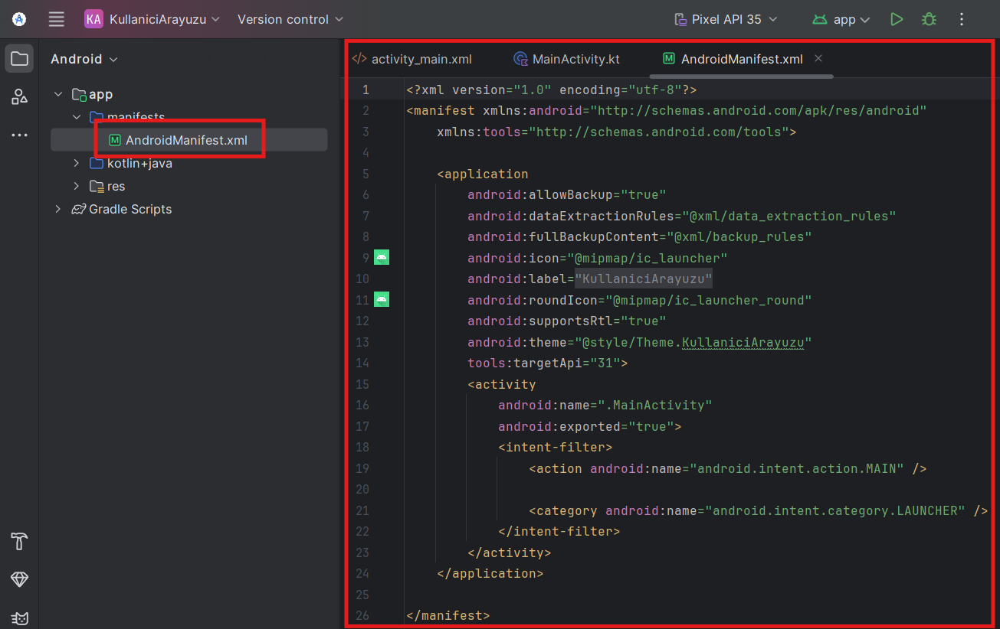 KA KullaniciArayuzu Version control Pixel API 35 app
Android
app
manifests
AndroidManifest.xml
kotlin+java
res
Gradle Scripts
activity_main.xml MainActivity.kt AndroidManifest.xml
1 <?xml version="1.0" encoding="utf-8"?>
2 <manifest xmlns:android="http://schemas.android.com/apk/res/android"
3 xmlns:tools="http://schemas.android.com/tools">
4
5 <application
6 android:allowBackup="true"
7 android:dataExtractionRules="@xml/data_extraction_rules"
8 android:fullBackupContent="@xml/backup_rules"
9 android:icon="@mipmap/ic_launcher"
10 android:label="KullaniciArayuzu"
11 android:roundIcon="@mipmap/ic_launcher_round"
12 android:supportsRtl="true"
13 android:theme="@style/Theme.KullaniciArayuzu"
14 tools:targetApi="31">
15 <activity
16 android:name=".MainActivity"
17 android:exported="true">
18 <intent-filter>
19 <action android:name="android.intent.action.MAIN" />
20
21 <category android:name="android.intent.category.LAUNCHER" />
22 </intent-filter>
23 </activity>
24 </application>
25
26 </manifest>